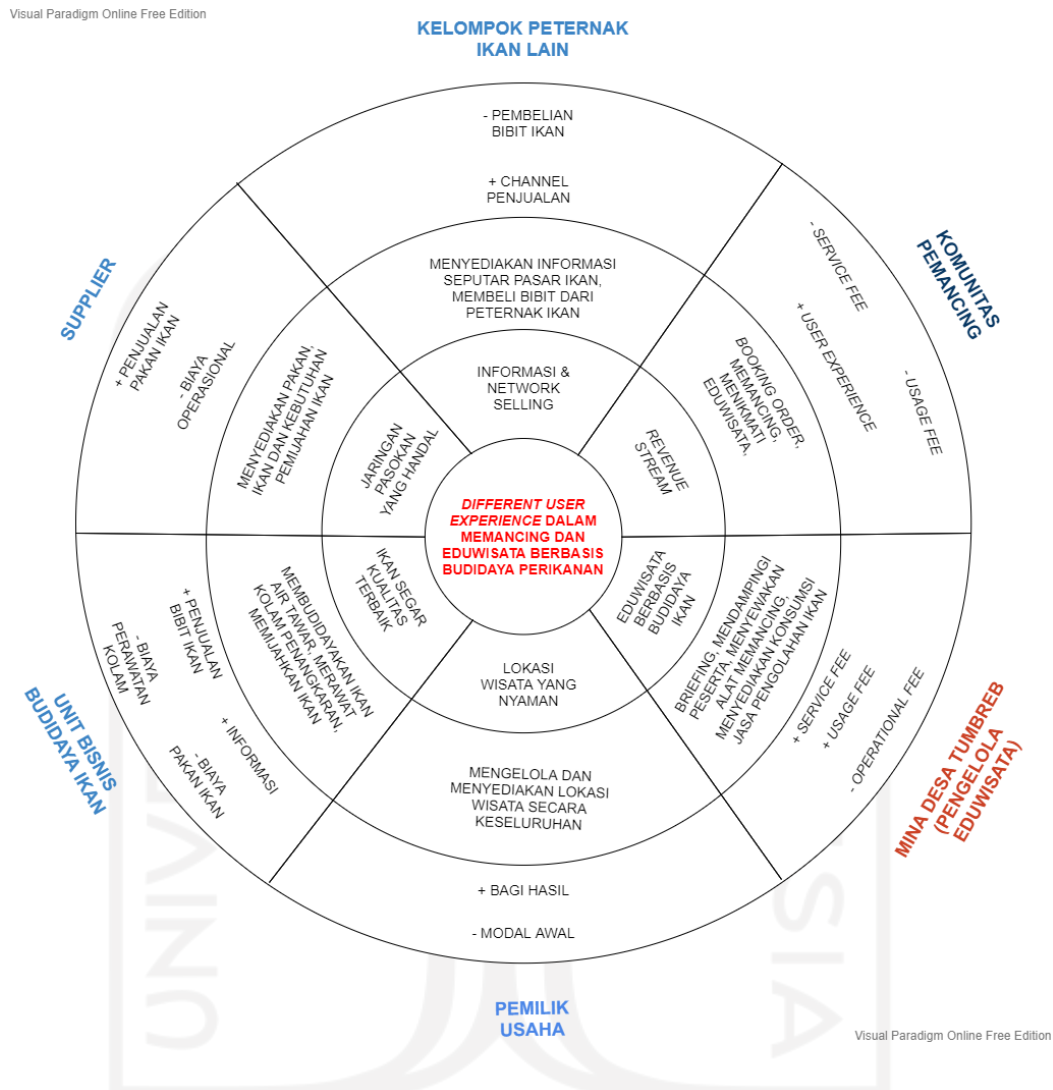 Visual Paradigm Online Free Edition
KELOMPOK PETERNAK
IKAN LAIN
- PEMBELIAN
BIBIT IKAN
+ CHANNEL
PENJUALAN
MENYEDIAKAN INFORMASI
SEPUTAR PASAR IKAN,
MEMBELI BIBIT DARI
PETERNAK IKAN
INFORMASI &
NETWORK
SELLING
KOMUNITAS
PEMANCING
- SERVICE FEE
+ USER EXPERIENCE
- USAGE FEE
BOOKING ORDER,
MEMANCING,
MENIKMATI
EDUWISATA,
REVENUE
STREAM
SUPPLIER
+ PENJUALAN
PAKAN IKAN
- BIAYA
OPERASIONAL
MENYEDIAKAN PAKAN,
IKAN DAN KEBUTUHAN
PEMIJAHAN IKAN
JARINGAN
PASOKAN
YANG HANDAL
DIFFERENT USER
EXPERIENCE DALAM
MEMANCING DAN
EDUWISATA BERBASIS
BUDIDAYA PERIKANAN
UNIT BISNIS
BUDIDAYA IKAN
+ PENJUALAN
BIBIT IKAN
- BIAYA
PERAWATAN
KOLAM
+ INFORMASI
- BIAYA
PAKAN IKAN
MEMBUDIDAYAKAN IKAN
AIR TAWAR, MERAWAT
KOLAM PENANGKARAN,
MEMIJAHKAN IKAN
IKAN SEGAR
KUALITAS
TERBAIK
EDUWISATA
BERBASIS
BUDIDAYA
IKAN
BRIEFING, MENDAMPINGI
PESERTA, MENYEWAKAN
ALAT MEMANCING,
MENYEDIAKAN KONSUMSI
JASA PENGOLAHAN IKAN
+ SERVICE FEE
+ USAGE FEE
- OPERATIONAL FEE
MINA DESA TUMBREB
(PENGELOLA
EDUWISATA)
LOKASI
WISATA YANG
NYAMAN
MENGELOLA DAN
MENYEDIAKAN LOKASI
WISATA SECARA
KESELURUHAN
+ BAGI HASIL
- MODAL AWAL
PEMILIK
USAHA
Visual Paradigm Online Free Edition